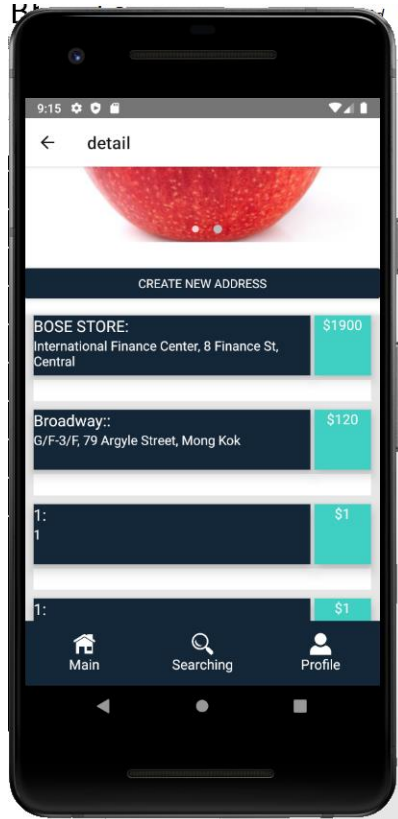 9:15
detail
CREATE NEW ADDRESS
BOSE STORE:
$1900
International Finance Center, 8 Finance St,
Central
Broadway::
$120
G/F-3/F, 79 Argyle Street, Mong Kok
1:
$1
1
1:
$1
Main
Searching
Profile